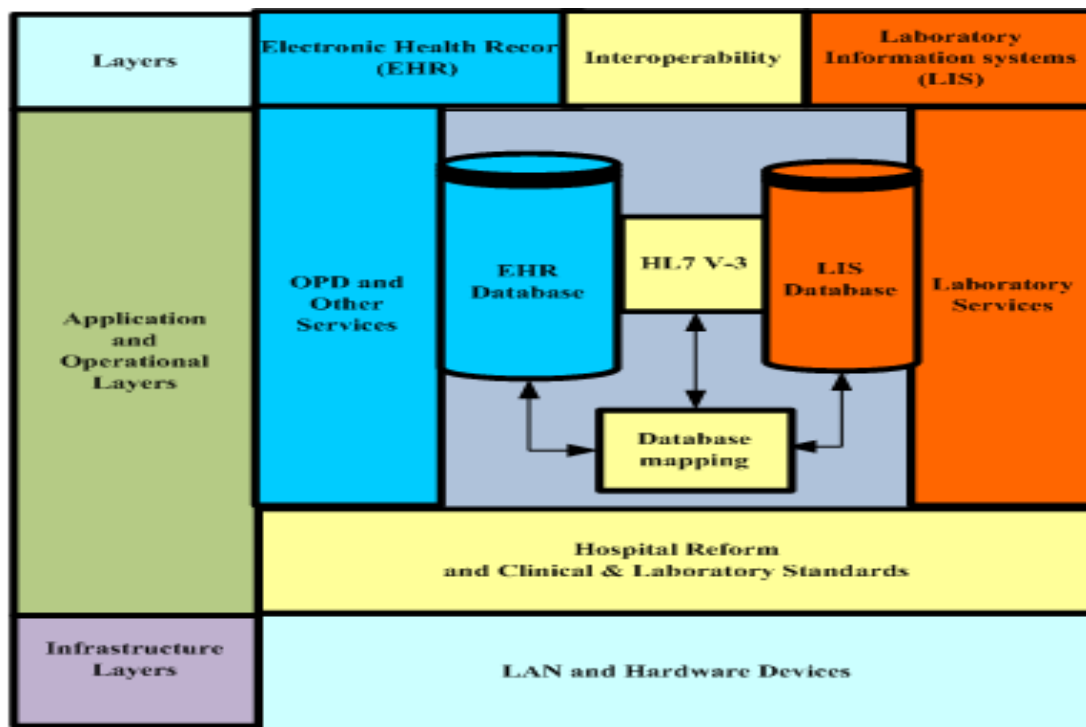 Layers
Electronic Health Recor
(EHR)
Interoperability
Laboratory
Information systems
(LIS)
Application
and
Operational
Layers
OPD and
Other
Services
EHR
Database
HL7 V-3
LIS
Database
Laboratory
Services
Database
mapping
Hospital Reform
and Clinical & Laboratory Standards
Infrastructure
Layers
LAN and Hardware Devices